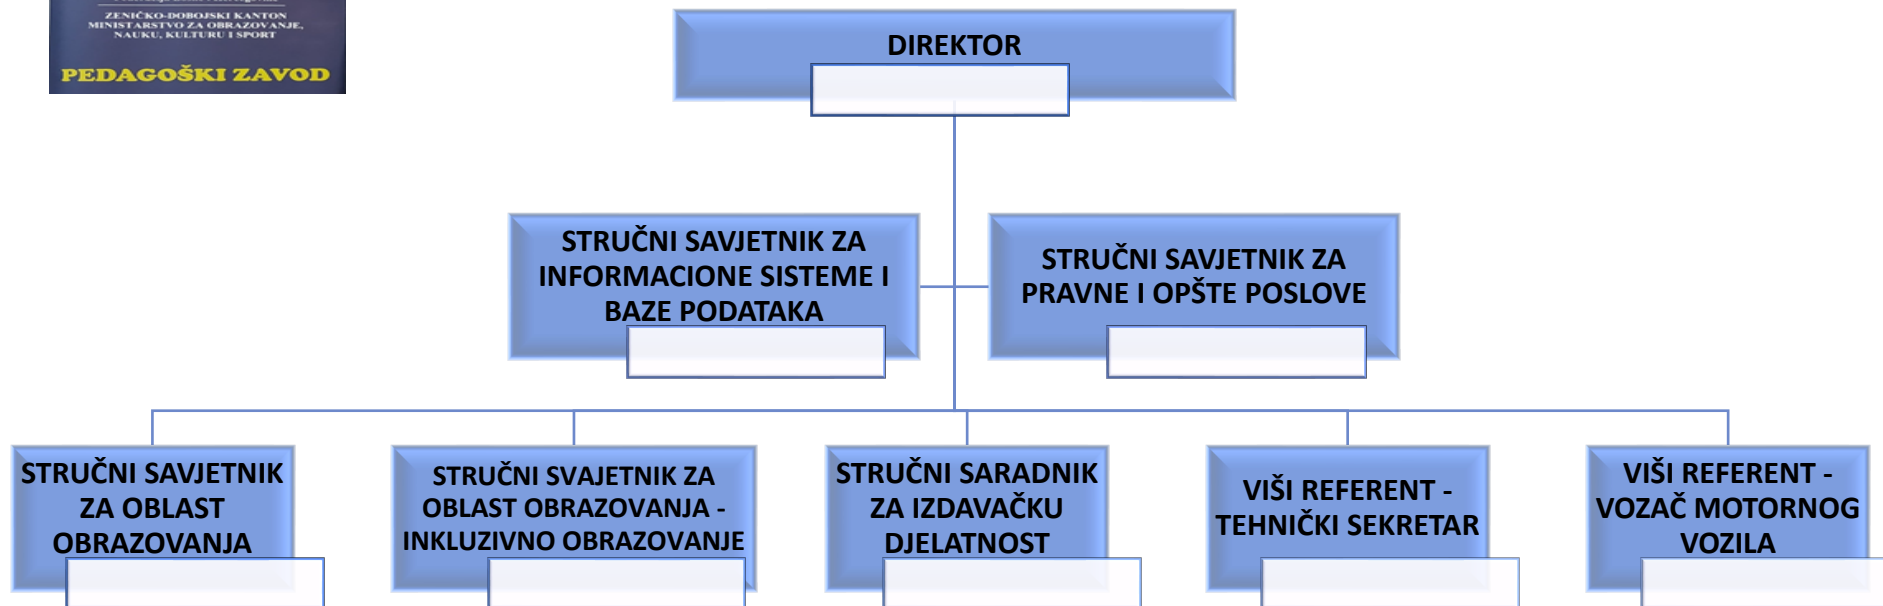 ZENIČKO-DOBOJSKI KANTON
MINISTARSTVO ZA OBRAZOVANJE,
NAUKU, KULTURU I SPORT
PEDAGOŠKI ZAVOD
DIREKTOR
STRUČNI SAVJETNIK ZA
INFORMACIONE SISTEME I
BAZE PODATAKA
STRUČNI SAVJETNIK ZA
PRAVNE I OPŠTE POSLOVE
STRUČNI SAVJETNIK
ZA OBLAST
OBRAZOVANJA
STRUČNI SVAJETNIK ZA
OBLAST OBRAZOVANJA -
INKLUZIVNO OBRAZOVANJE
STRUČNI SARADNIK
ZA IZDAVAČKU
DJELATNOST
VIŠI REFERENT -
TEHNIČKI SEKRETAR
VIŠI REFERENT -
VOZAČ MOTORNOG
VOZILA